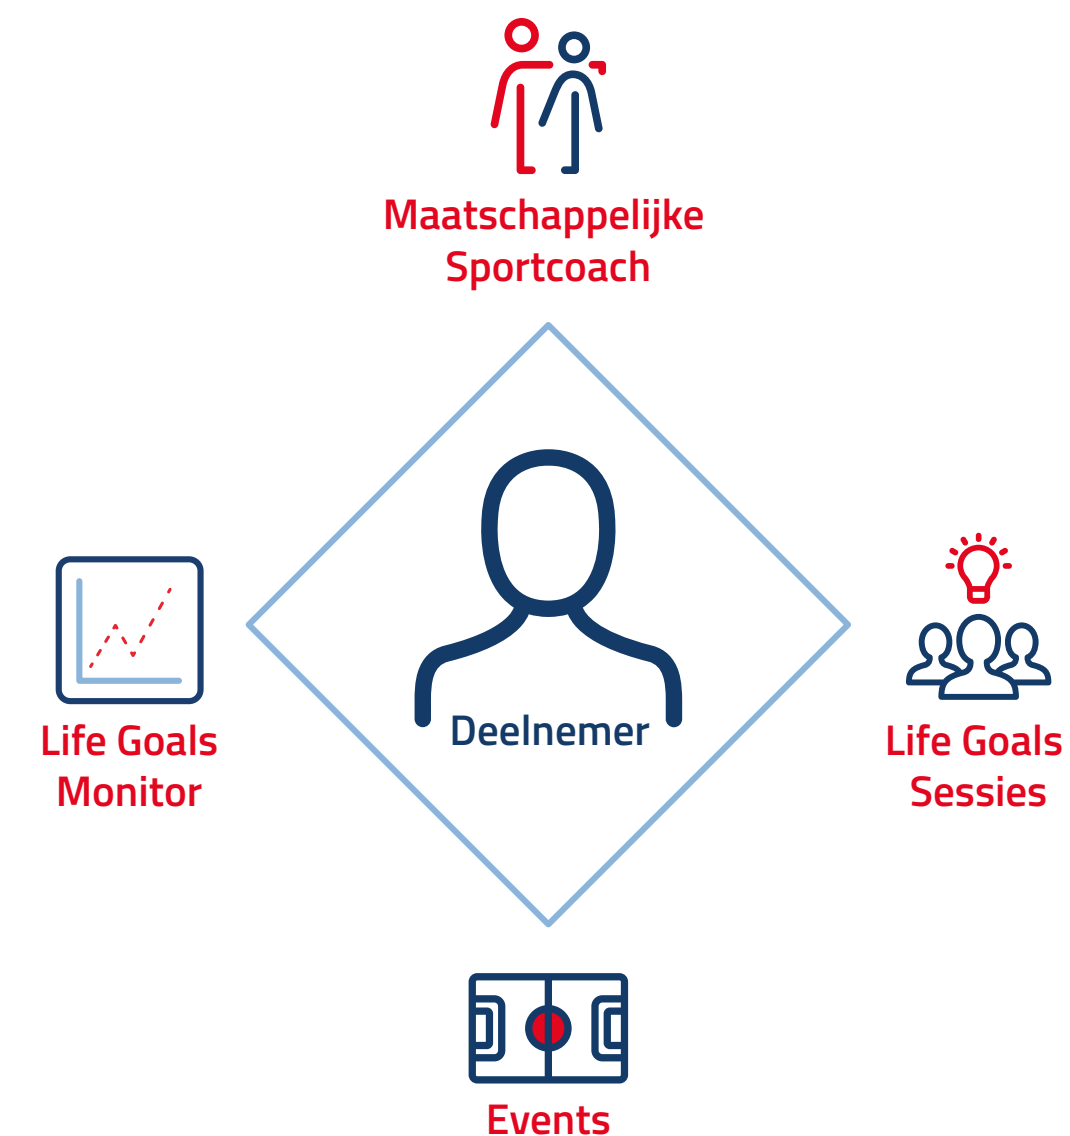 Maatschappelijke
Sportcoach
Deelnemer
Life Goals
Monitor
Life Goals
Sessies
Events